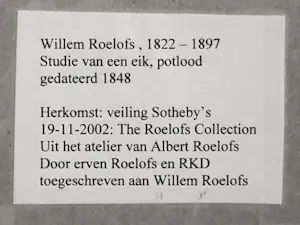 Willem Roelofs , 1822 – 1897
Studie van een eik, potlood
gedateerd 1848
Herkomst: veiling Sotheby's
19-11-2002: The Roelofs Collection
Uit het atelier van Albert Roelofs
Door erven Roelofs en RKD
toegeschreven aan Willem Roelofs